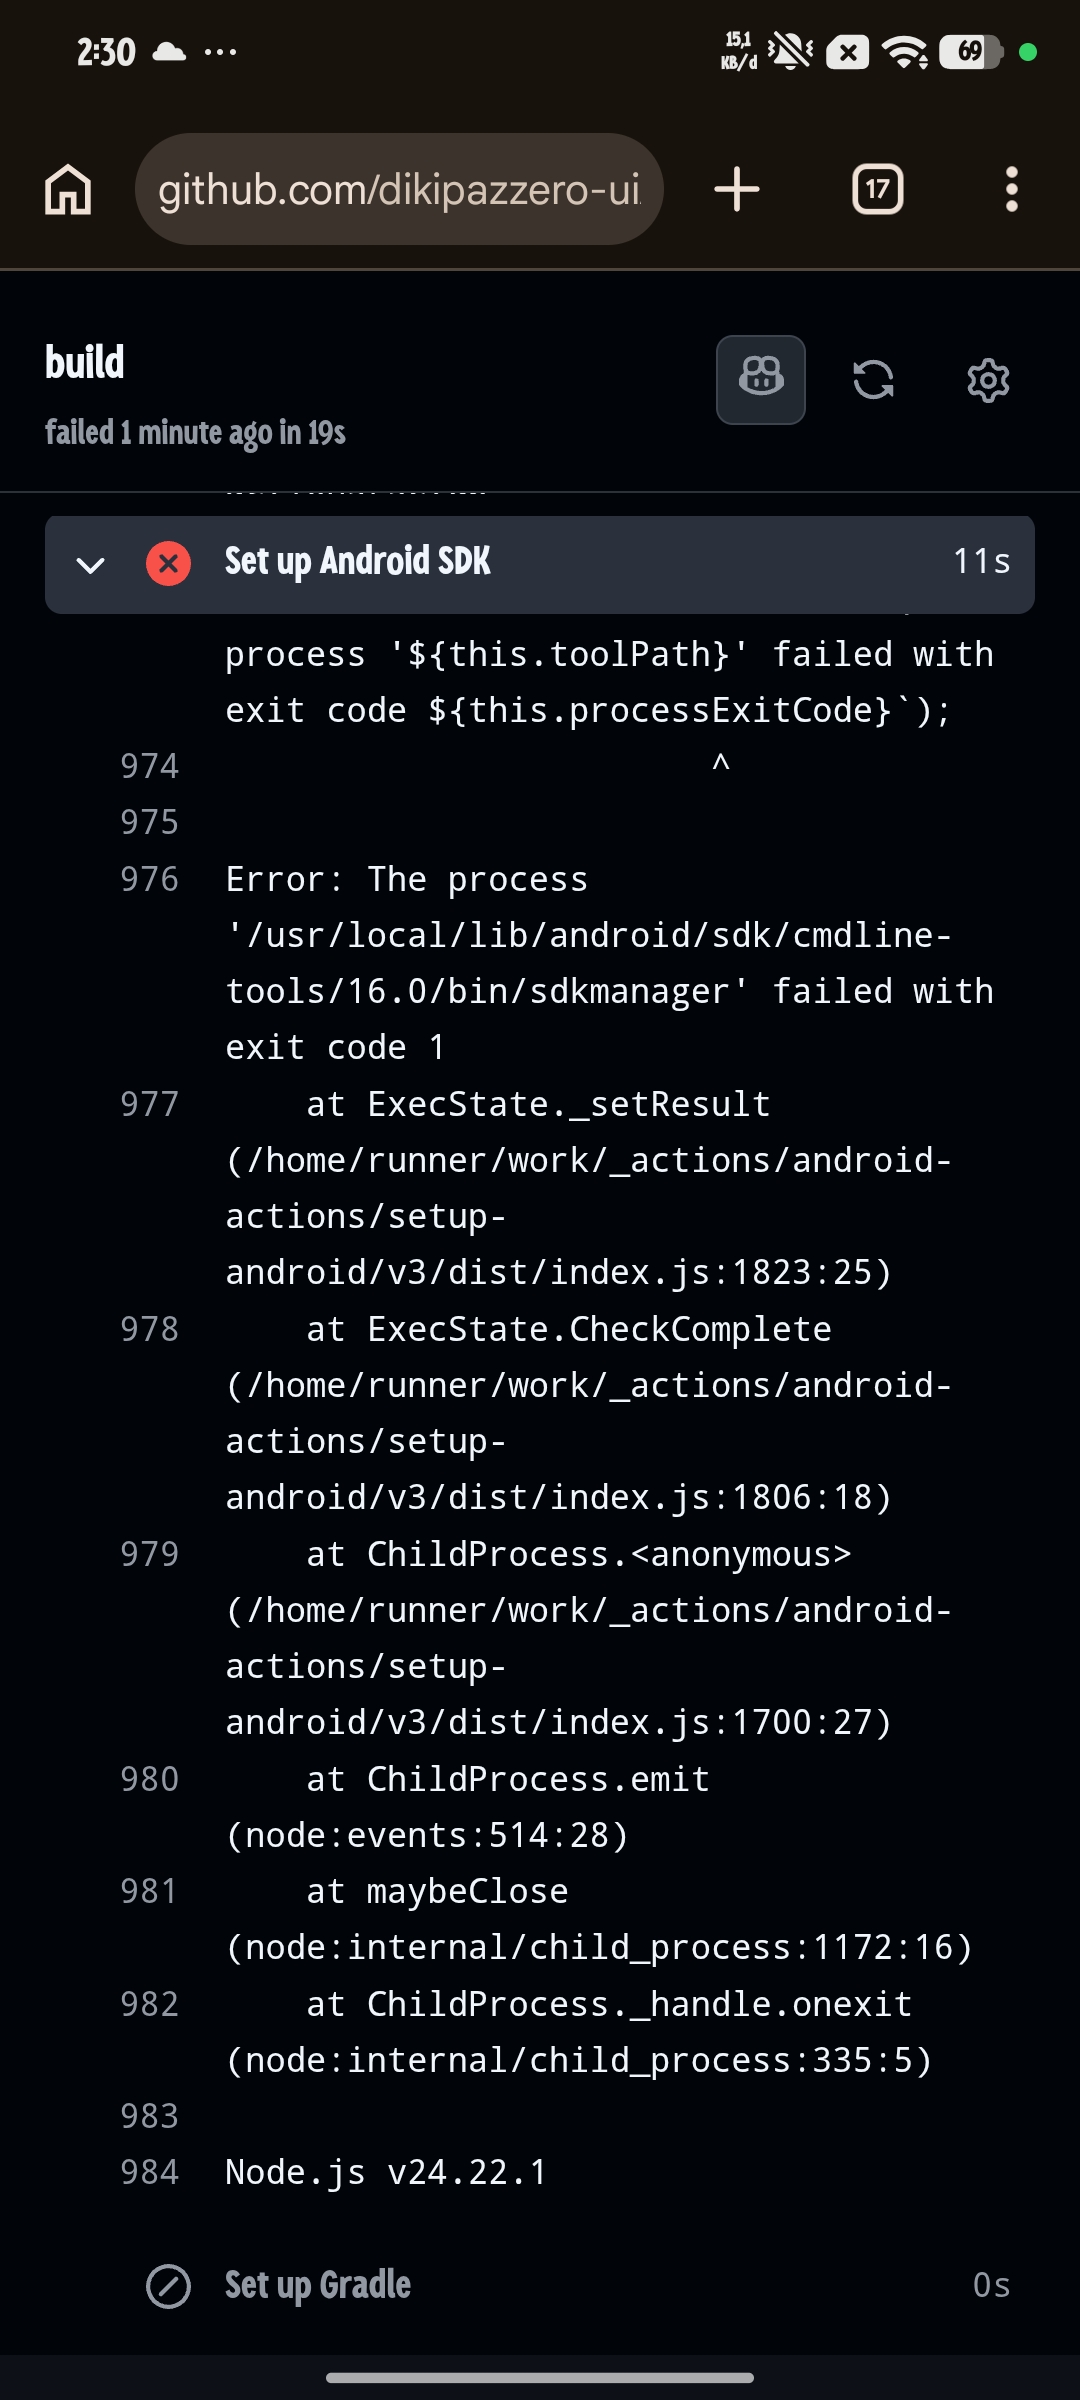 2:30
15,1
KB/d
69
github.com/dikipazzero-ui
17
build
failed 1 minute ago in 19s
Set up Android SDK
11s
process '${this.toolPath}' failed with
exit code ${this.processExitCode}`);
974
^
975
976
Error: The process
'/usr/local/lib/android/sdk/cmdline-
tools/16.0/bin/sdkmanager' failed with
exit code 1
977
at ExecState._setResult
(/home/runner/work/_actions/android-
actions/setup-
android/v3/dist/index.js:1823:25)
978
at ExecState.CheckComplete
(/home/runner/work/_actions/android-
actions/setup-
android/v3/dist/index.js:1806:18)
979
at ChildProcess.<anonymous>
(/home/runner/work/_actions/android-
actions/setup-
android/v3/dist/index.js:1700:27)
980
at ChildProcess.emit
(node:events:514:28)
981
at maybeClose
(node:internal/child_process:1172:16)
982
at ChildProcess._handle.onexit
(node:internal/child_process:335:5)
983
984
Node.js v24.22.1
Set up Gradle
0s